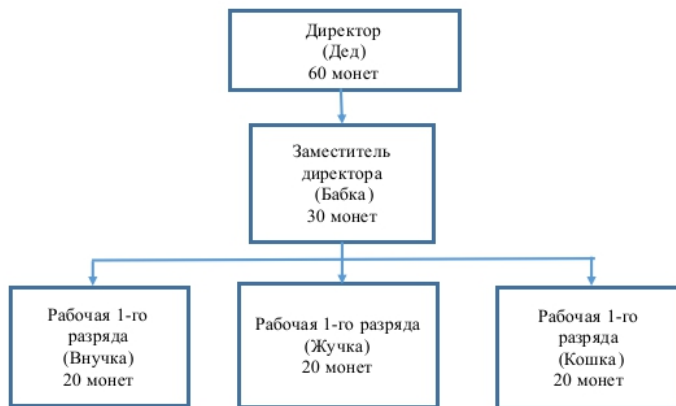 Директор
(Дед)
60 монет
Заместитель
директора
(Бабка)
30 монет
Рабочая 1-го
разряда
(Внучка)
20 монет
Рабочая 1-го разряда
(Жучка)
20 монет
Рабочая 1-го
разряда
(Кошка)
20 монет